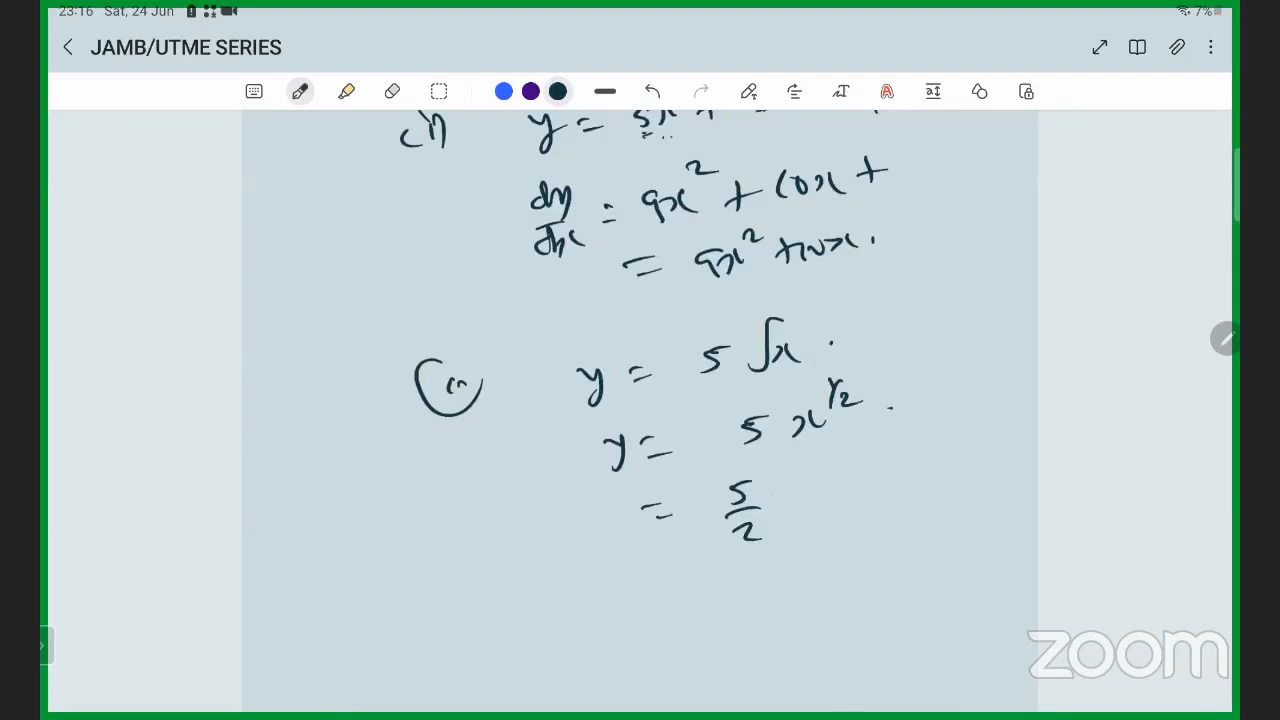 23:16 Sat, 24 Jun 7%
JAMB/UTME SERIES
y = 5x
dy/dx = 9x² + 10x +
= 9x² + 10x.
y = 5 √x.
y = 5 x^1/2.
= 5/2
zoom